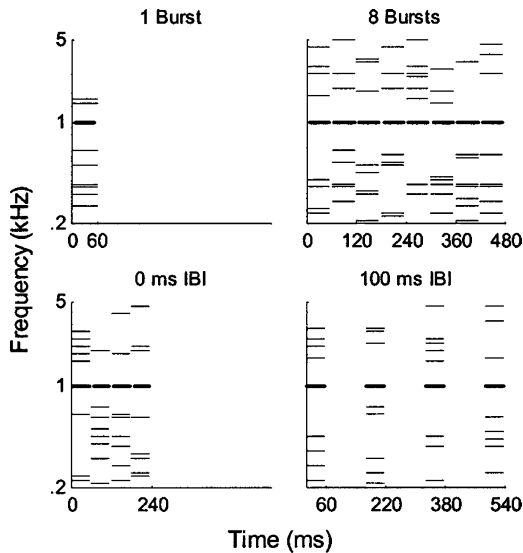 1 Burst
8 Bursts
5
1
.2
0 60
0 120 240 360 480
0 ms IBI
100 ms IBI
5
1
.2
240
60 220 380 540
Frequency (kHz)
Time (ms)